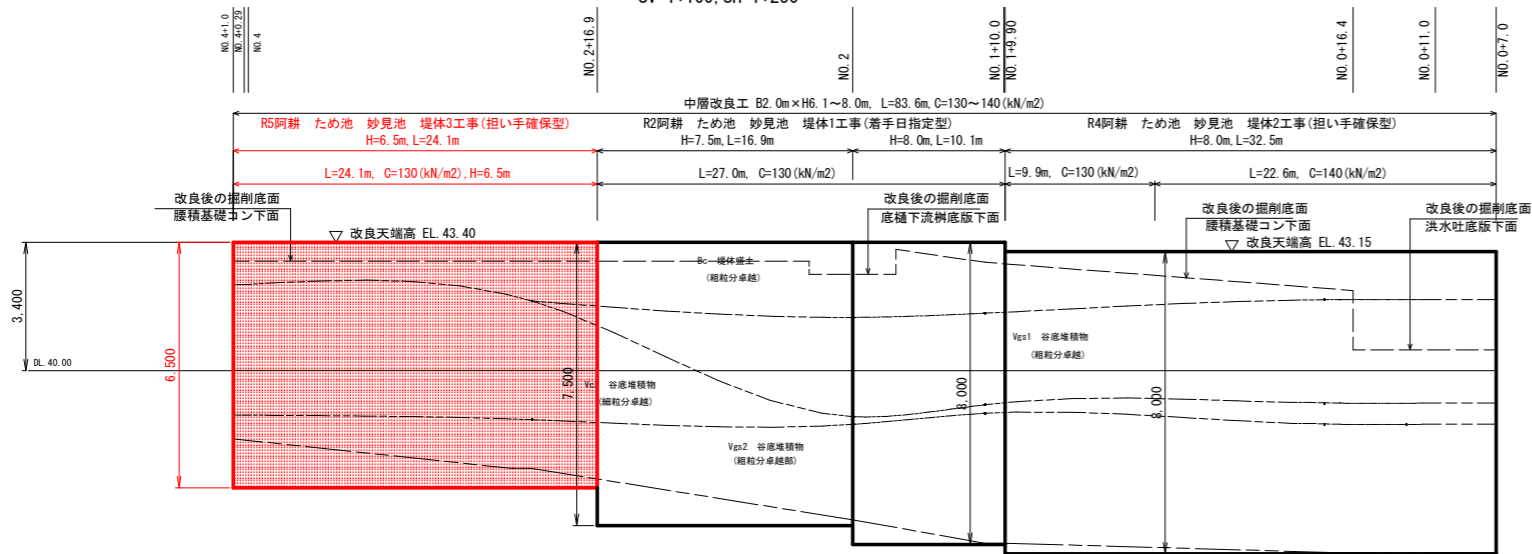 NO.4+1.0
NO.4+0.29
NO.4
NO.2+16.9
NO.2
NO.1+10.0
NO.1+9.90
NO.0+16.4
NO.0+11.0
NO.0+7.0
中層改良工 B2.0m×H6.1～8.0m, L=83.6m,C=130～140(kN/m2)
R5阿耕 ため池 妙見池 堤体3工事(担い手確保型)
H=6.5m,L=24.1m
R2阿耕 ため池 妙見池 堤体1工事(着手日指定型)
H=7.5m,L=16.9m
H=8.0m,L=10.1m
R4阿耕 ため池 妙見池 堤体2工事(担い手確保型)
H=8.0m,L=32.5m
L=24.1m, C=130(kN/m2),H=6.5m
L=27.0m, C=130(kN/m2)
L=9.9m, C=130(kN/m2)
L=22.6m, C=140(kN/m2)
改良後の掘削底面
腰積基礎コン下面
改良天端高 EL.43.40
改良後の掘削底面
底樋下流桝底版下面
改良後の掘削底面
腰積基礎コン下面
改良後の掘削底面
洪水吐底版下面
改良天端高 EL.43.15
Bc 堤体盛土
(粗粒分卓越)
3,400
DL.40.00
6,500
7,500
8,000
8,000
Vgs1 谷底堆積物
(粗粒分卓越)
谷底堆積物
(細粒分卓越)
Vgs2 谷底堆積物
(粗粒分卓越部)